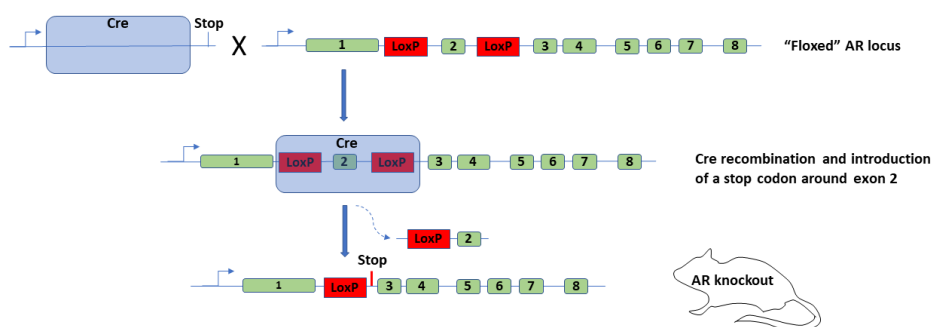 Cre
Stop
X
1 LoxP 2 LoxP 3 4 5 6 7 8
"Floxed" AR locus
Cre
1 LoxP 2 LoxP 3 4 5 6 7 8
Cre recombination and introduction
of a stop codon around exon 2
LoxP 2
Stop
1 LoxP 3 4 5 6 7 8
AR knockout